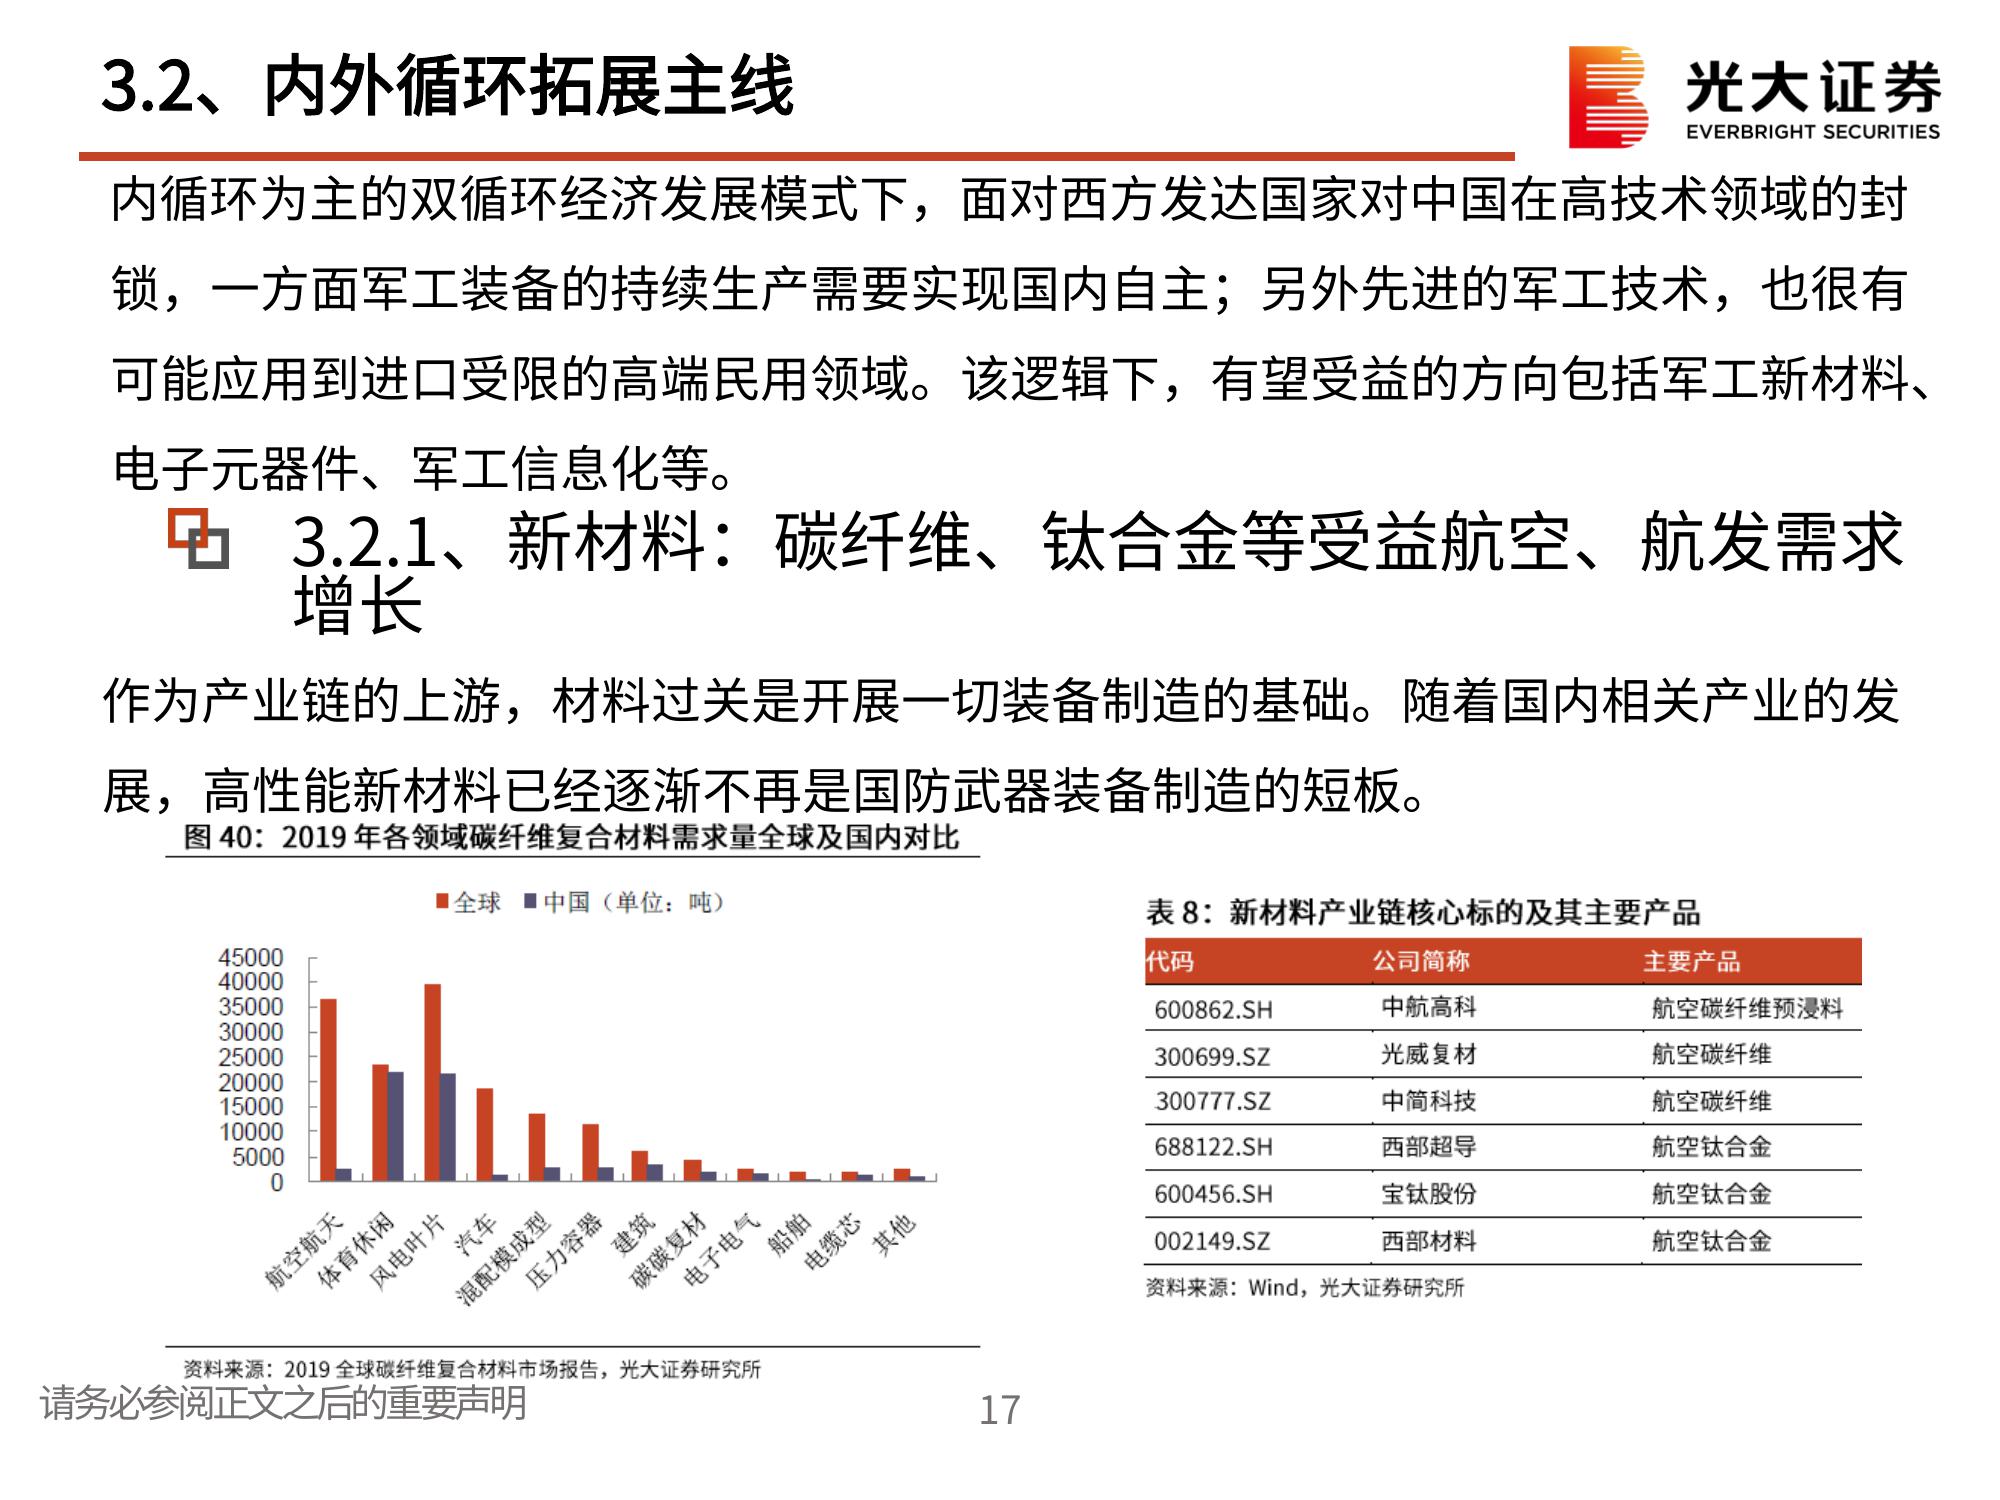 3.2、内外循环拓展主线
光大证券
EVERBRIGHT SECURITIES
内循环为主的双循环经济发展模式下，面对西方发达国家对中国在高技术领域的封
锁，一方面军工装备的持续生产需要实现国内自主；另外先进的军工技术，也很有
可能应用到进口受限的高端民用领域。该逻辑下，有望受益的方向包括军工新材料、
电子元器件、军工信息化等。
3.2.1、新材料：碳纤维、钛合金等受益航空、航发需求
增长
作为产业链的上游，材料过关是开展一切装备制造的基础。随着国内相关产业的发
展，高性能新材料已经逐渐不再是国防武器装备制造的短板。
图 40：2019 年各领域碳纤维复合材料需求量全球及国内对比
全球 中国（单位：吨）
45000
40000
35000
30000
25000
20000
15000
10000
5000
0
航空航天
体育休闲
风电叶片
汽车
混配模成型
压力容器
建筑
碳碳复材
电子电气
船舶
电缆芯
其他
资料来源：2019 全球碳纤维复合材料市场报告，光大证券研究所
表 8：新材料产业链核心标的及其主要产品
代码 公司简称 主要产品
600862.SH 中航高科 航空碳纤维预浸料
300699.SZ 光威复材 航空碳纤维
300777.SZ 中简科技 航空碳纤维
688122.SH 西部超导 航空钛合金
600456.SH 宝钛股份 航空钛合金
002149.SZ 西部材料 航空钛合金
资料来源：Wind，光大证券研究所
请务必参阅正文之后的重要声明
17